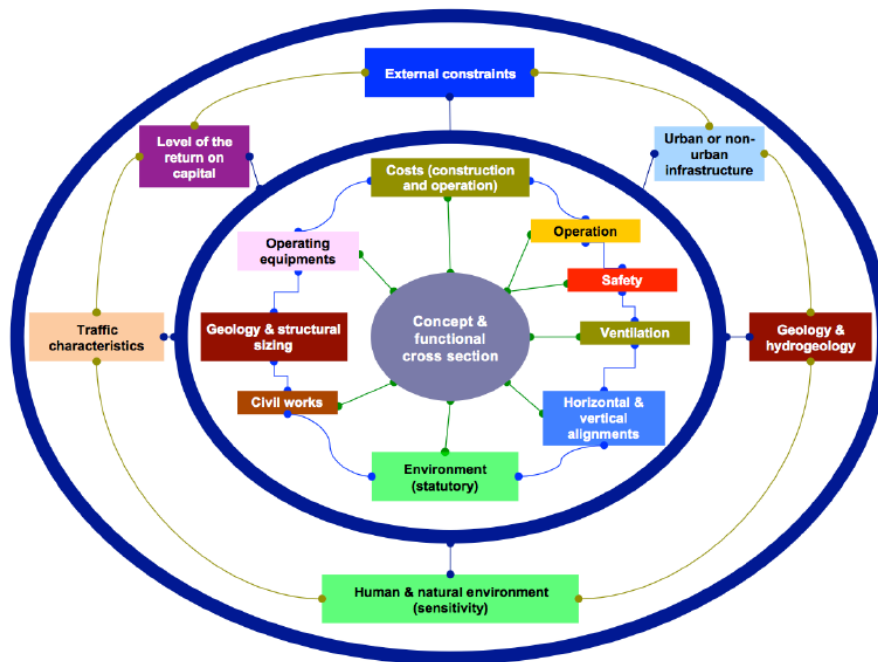 External constraints
Level of the
return on
capital
Urban or non-
urban
infrastructure
Costs (construction
and operation)
Operating
equipments
Operation
Safety
Geology & structural
sizing
Concept &
functional
cross section
Ventilation
Traffic
characteristics
Geology &
hydrogeology
Civil works
Horizontal &
vertical
alignments
Environment
(statutory)
Human & natural environment
(sensitivity)